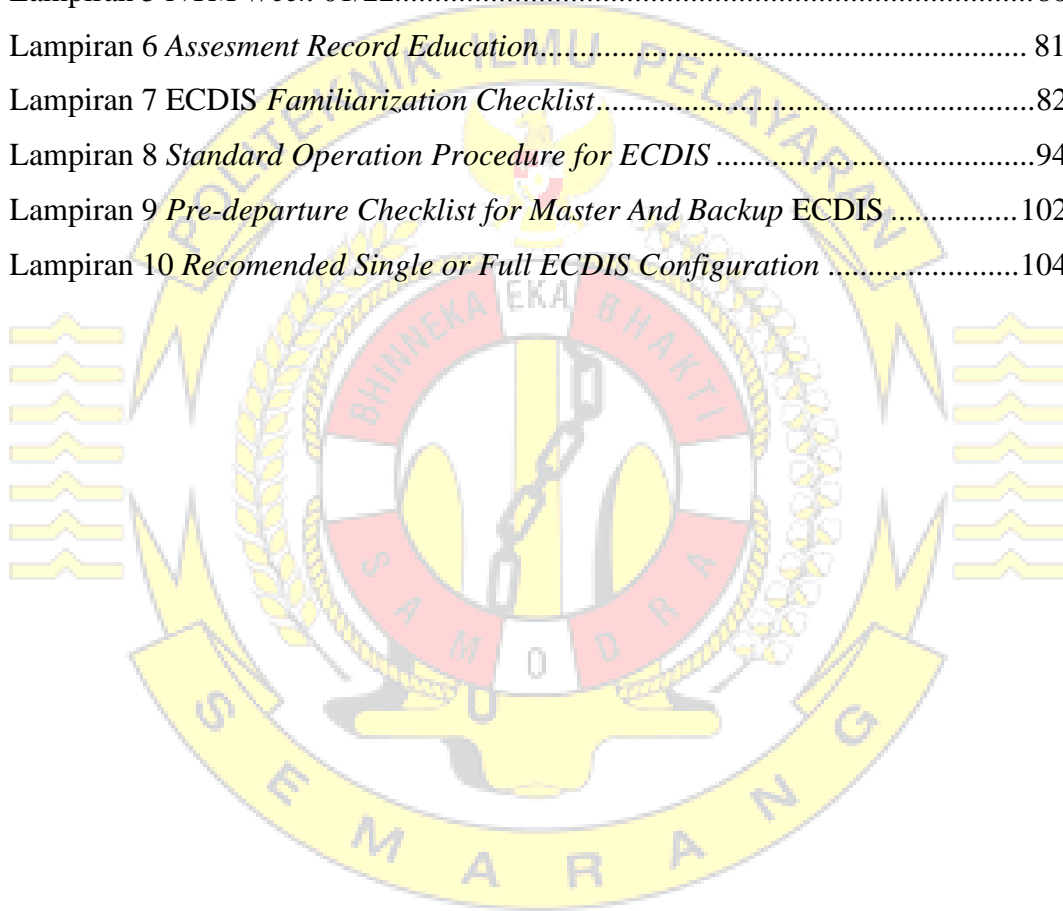 Lampiran 6 Assesment Record Education.......................................................................... 81
Lampiran 7 ECDIS Familiarization Checklist..................................................................82
Lampiran 8 Standard Operation Procedure for ECDIS ...............................................94
Lampiran 9 Pre-departure Checklist for Master And Backup ECDIS ...............102
Lampiran 10 Recomended Single or Full ECDIS Configuration ......................104
POLITEKNIK ILMU PELAYARAN
BHINNEKA EKA BHAKTI
SAMODRA
SEMARANG